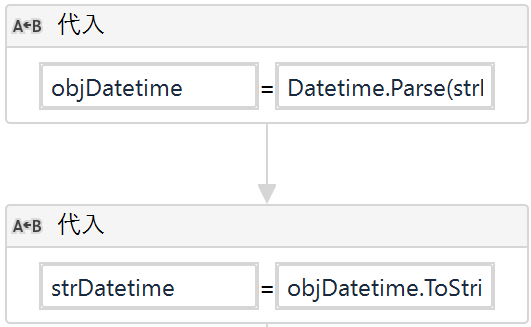 A←B 代入
objDatetime = Datetime.Parse(strI
A←B 代入
strDatetime = objDatetime.ToStri